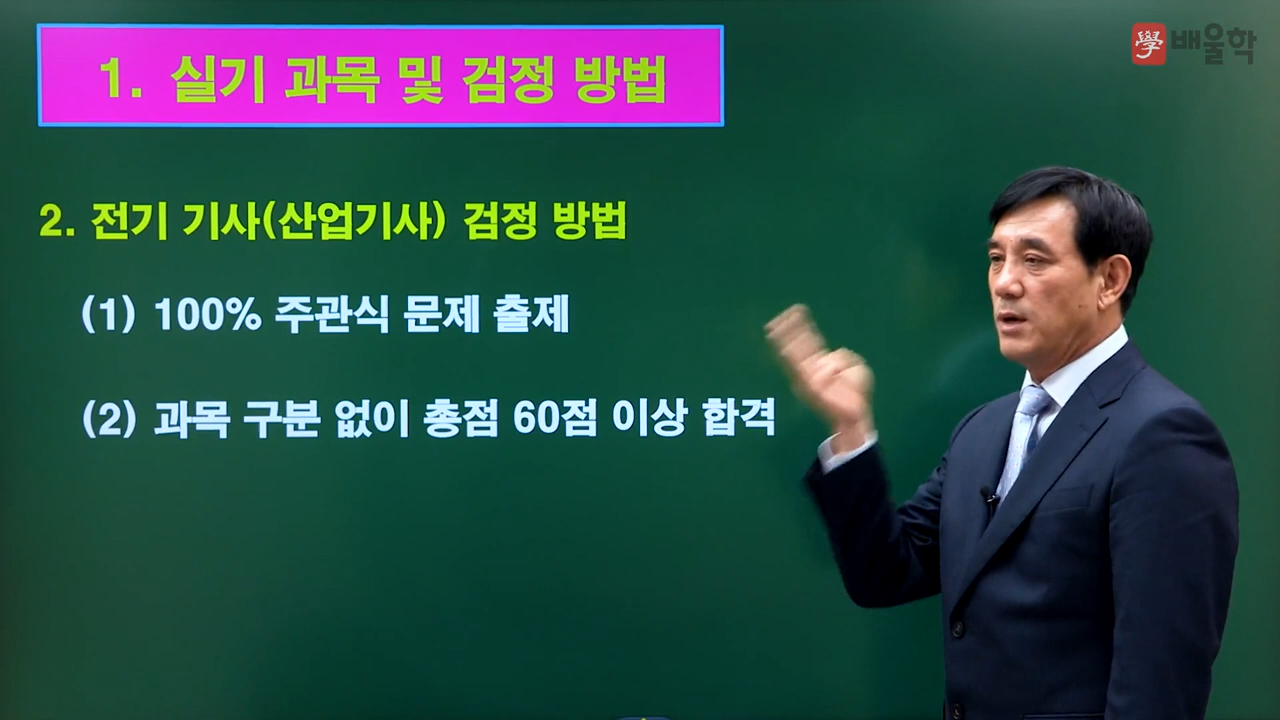 學 배울학
1. 실기 과목 및 검정 방법
2. 전기 기사(산업기사) 검정 방법
(1) 100% 주관식 문제 출제
(2) 과목 구분 없이 총점 60점 이상 합격